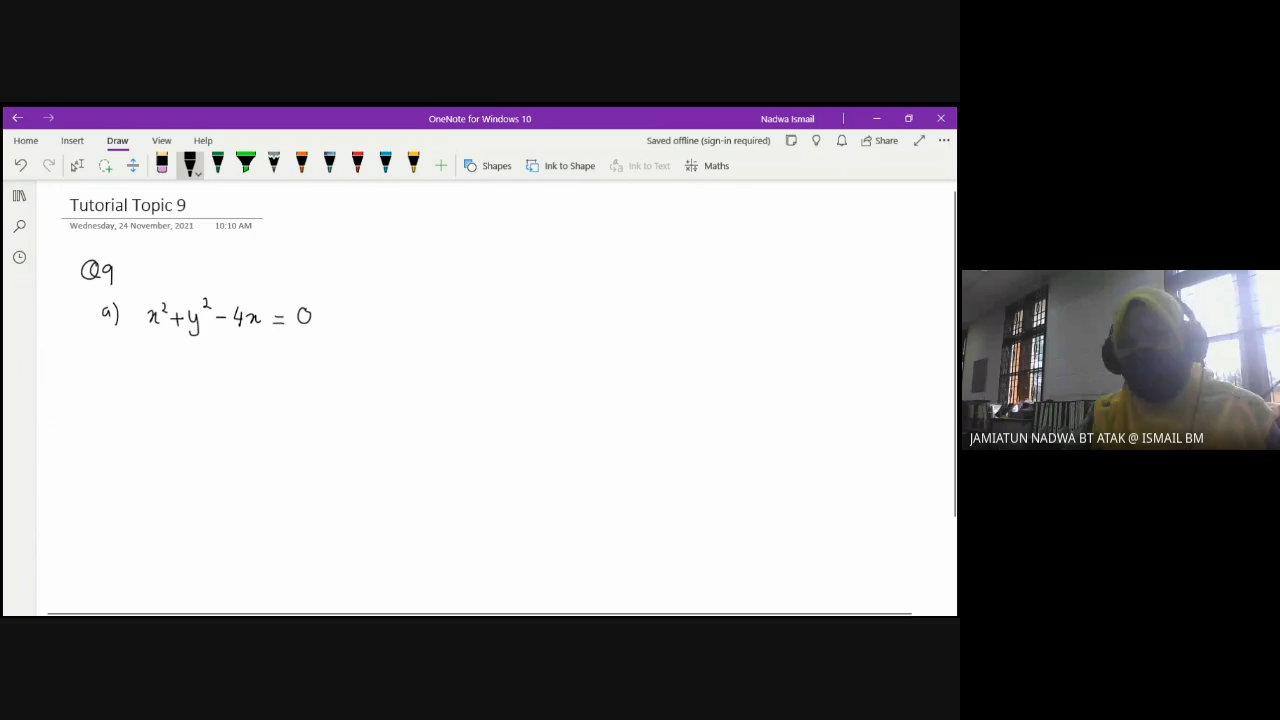 OneNote for Windows 10
Nadwa Ismail
Home Insert Draw View Help
Saved offline (sign-in required)
Share
Shapes
Ink to Shape
Ink to Text
Maths
Tutorial Topic 9
Wednesday, 24 November, 2021 10:10 AM
Q9
a) x² + y² - 4x = 0
JAMIATUN NADWA BT ATAK @ ISMAIL BM